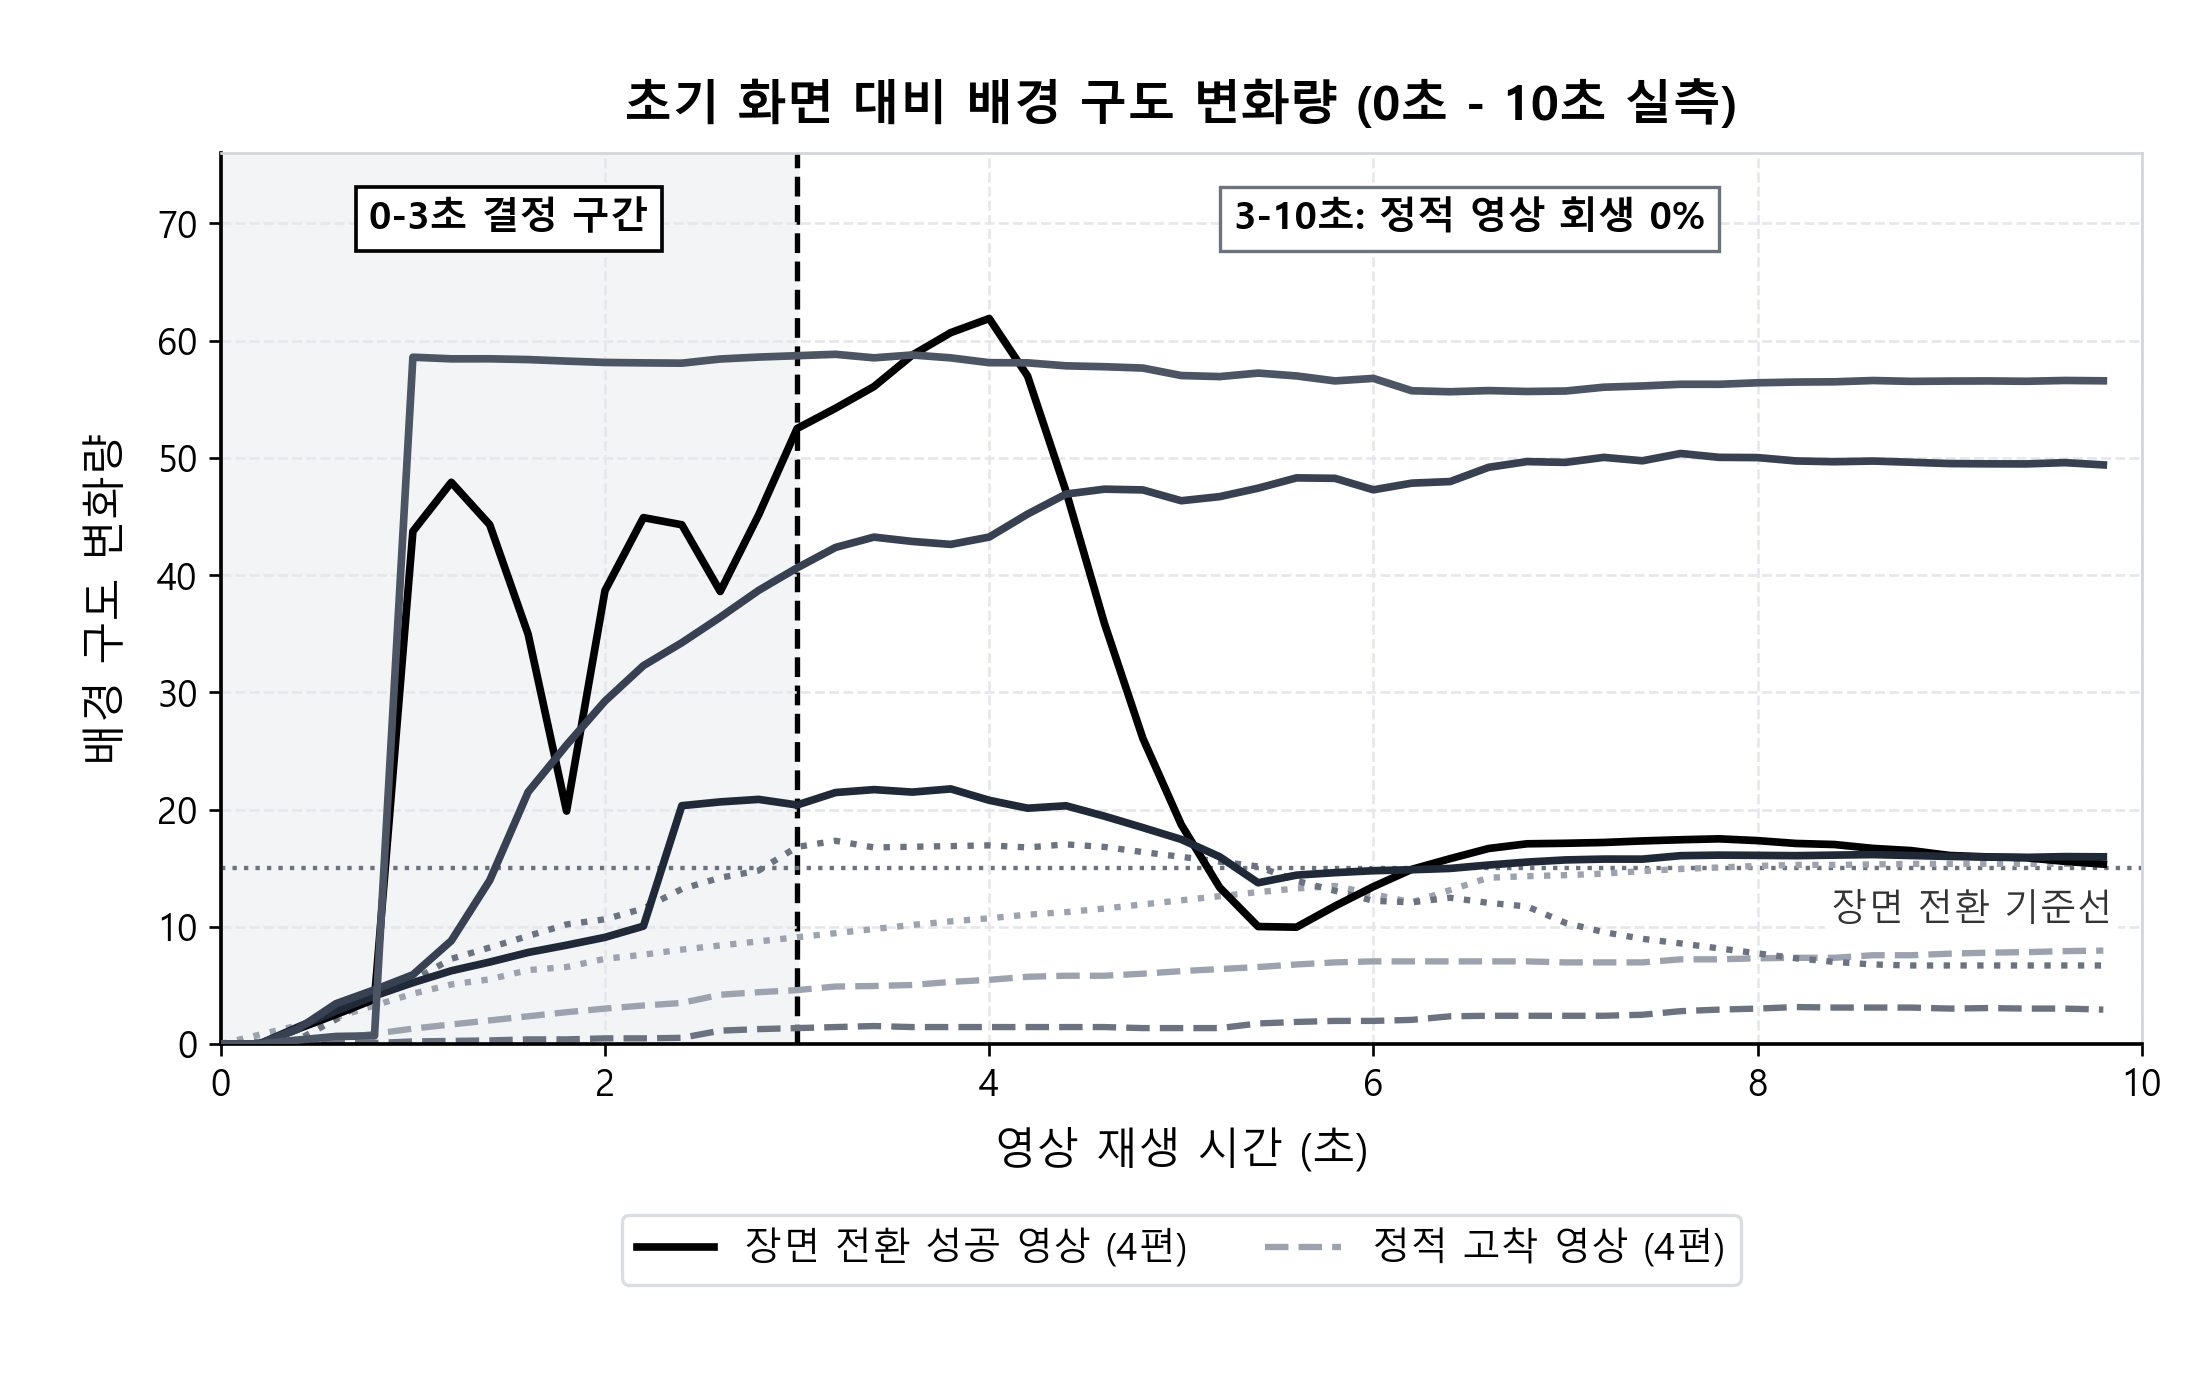 초기 화면 대비 배경 구도 변화량 (0초 - 10초 실측)
0-3초 결정 구간
3-10초: 정적 영상 회생 0%
배경 구도 변화량
70
60
50
40
30
20
10
0
장면 전환 기준선
0 2 4 6 8 10
영상 재생 시간 (초)
장면 전환 성공 영상 (4편) 정적 고착 영상 (4편)